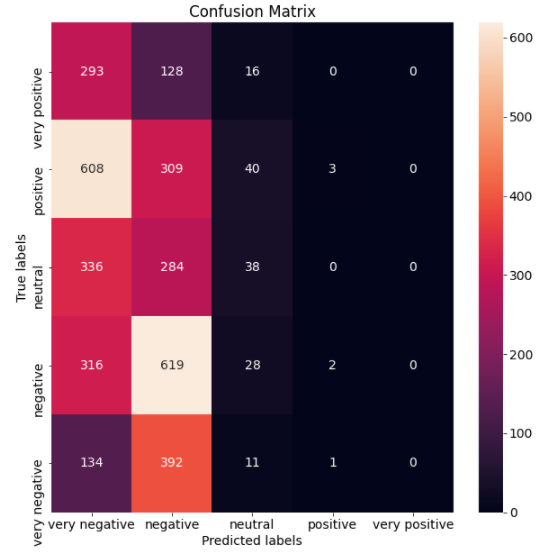 Confusion Matrix
True labels
very positive
293 128 16 0 0
positive
608 309 40 3 0
neutral
336 284 38 0 0
negative
316 619 28 2 0
very negative
134 392 11 1 0
very negative negative neutral positive very positive
Predicted labels
600
500
400
300
200
100
0